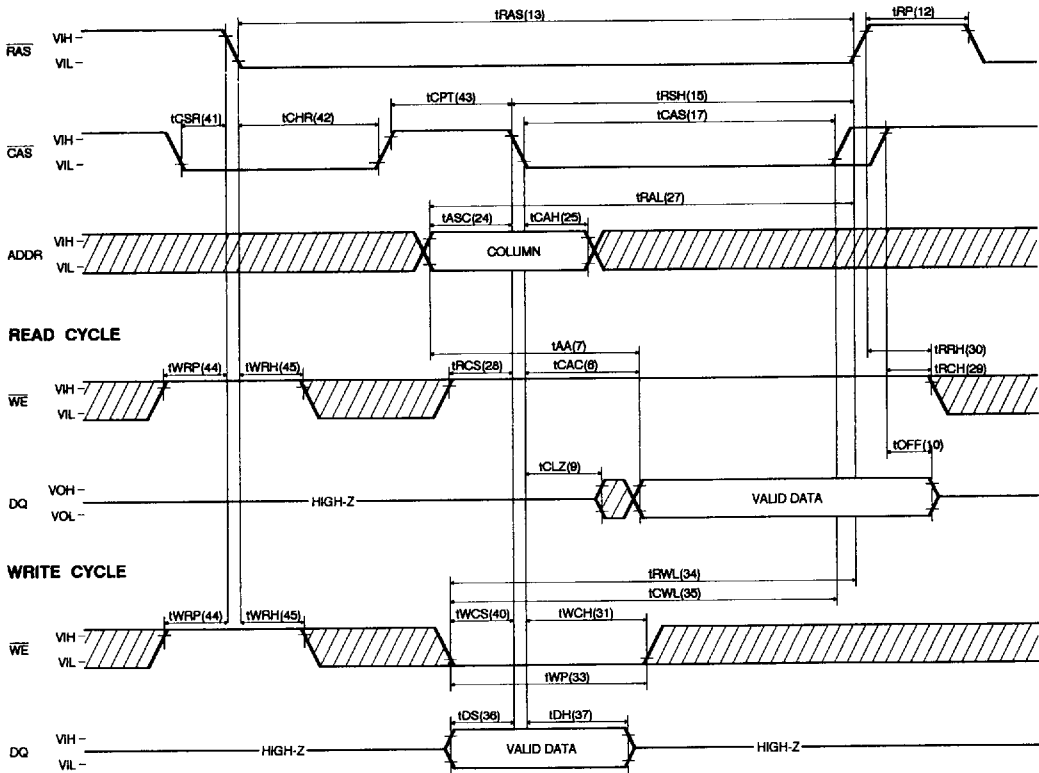 tRAS(13)
tRP(12)
RAS
VIH
VIL
tCPT(43)
tRSH(15)
tCSR(41)
tCHR(42)
tCAS(17)
CAS
VIH
VIL
tRAL(27)
tASC(24)
tCAH(25)
ADDR
VIH
VIL
COLUMN
READ CYCLE
tAA(7)
tRRH(30)
tWRP(44)
tWRH(45)
tRCS(28)
tCAC(6)
tRCH(29)
WE
VIH
VIL
tOFF(10)
tCLZ(9)
DQ
VOH
VOL
HIGH-Z
VALID DATA
WRITE CYCLE
tRWL(34)
tCWL(35)
tWRP(44)
tWRH(45)
tWCS(40)
tWCH(31)
WE
VIH
VIL
tWP(33)
tDS(36)
tDH(37)
DQ
VIH
VIL
HIGH-Z
VALID DATA
HIGH-Z